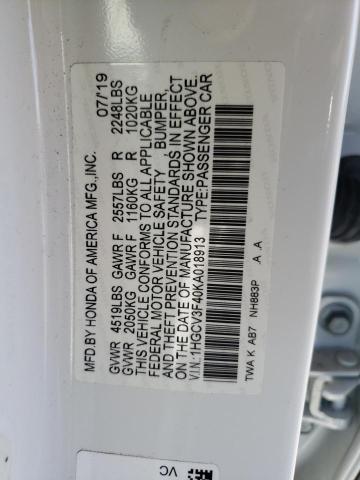 MFD.BY HONDA OF AMERICA MFG.,INC. 07/'19
GVWR 4519LBS GAWR F 2557LBS R 2248LBS
GVWR 2050KG GAWR F 1160KG R 1020KG
THIS VEHICLE CONFORMS TO ALL APPLICABLE
FEDERAL MOTOR VEHICLE SAFETY, BUMPER,
AND THEFT PREVENTION STANDARDS IN EFFECT
ON THE DATE OF MANUFACTURE SHOWN ABOVE.
V.I.N.:1HGCV3F40KA018913 TYPE:PASSENGER CAR
TWA K AB7 NH883P A A
VC